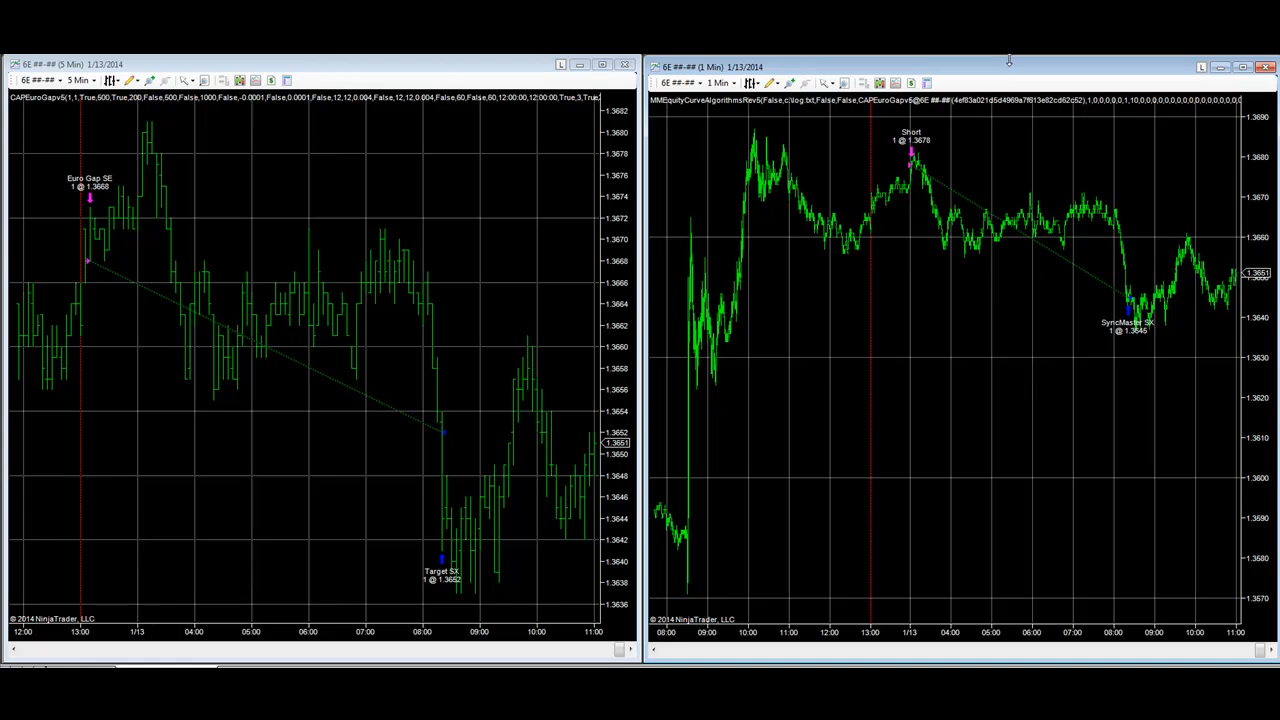 6E ##-## (5 Min) 1/13/2014
L
6E ##-## 5 Min
CAPEuroGapv5(1,1,True,500,True,200,False,500,False,1000,False,-0.0001,False,0.0001,False,12,12,0.004,False,12,12,0.004,False,60,False,60,12:00:00,12:00:00,True,3,True,
Euro Gap SE
1 @ 1.3668
Target SX
1 @ 1.3652
1.3682
1.3680
1.3678
1.3676
1.3674
1.3672
1.3670
1.3668
1.3666
1.3664
1.3662
1.3660
1.3658
1.3656
1.3654
1.3652
1.3651
1.3650
1.3648
1.3646
1.3644
1.3642
1.3640
1.3638
1.3636
© 2014 NinjaTrader, LLC
12:00 13:00 1/13 04:00 05:00 06:00 07:00 08:00 09:00 10:00 11:00
6E ##-## (1 Min) 1/13/2014
L
6E ##-## 1 Min
Short
1 @ 1.3678
SyncMaster SX
1 @ 1.3645
1.3690
1.3680
1.3670
1.3660
1.3651
1.3640
1.3630
1.3620
1.3610
1.3600
1.3590
1.3580
1.3570
© 2014 NinjaTrader, LLC
08:00 09:00 10:00 11:00 12:00 13:00 1/13 04:00 05:00 06:00 07:00 08:00 09:00 10:00 11:00